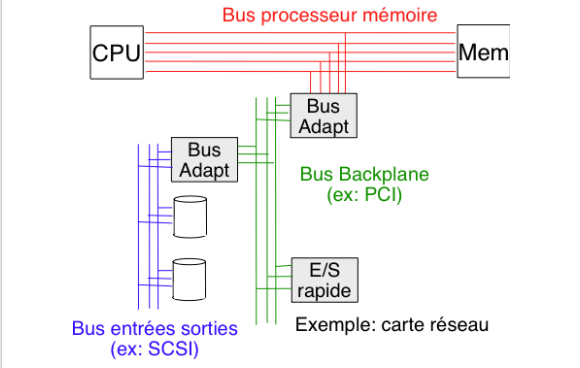 Bus processeur mémoire
CPU
Mem
Bus
Adapt
Bus
Adapt
Bus Backplane
(ex: PCI)
E/S
rapide
Exemple: carte réseau
Bus entrées sorties
(ex: SCSI)